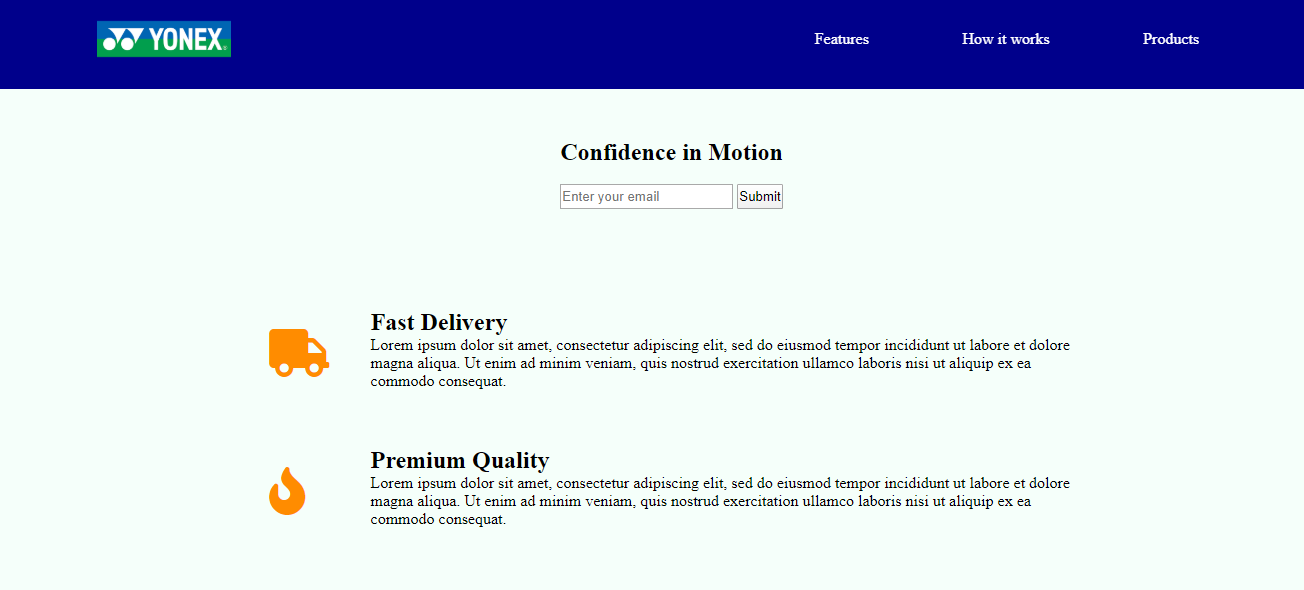 YONEX
Features
How it works
Products
Confidence in Motion
Enter your email
Submit
Fast Delivery
Lorem ipsum dolor sit amet, consectetur adipiscing elit, sed do eiusmod tempor incididunt ut labore et dolore
magna aliqua. Ut enim ad minim veniam, quis nostrud exercitation ullamco laboris nisi ut aliquip ex ea
commodo consequat.
Premium Quality
Lorem ipsum dolor sit amet, consectetur adipiscing elit, sed do eiusmod tempor incididunt ut labore et dolore
magna aliqua. Ut enim ad minim veniam, quis nostrud exercitation ullamco laboris nisi ut aliquip ex ea
commodo consequat.